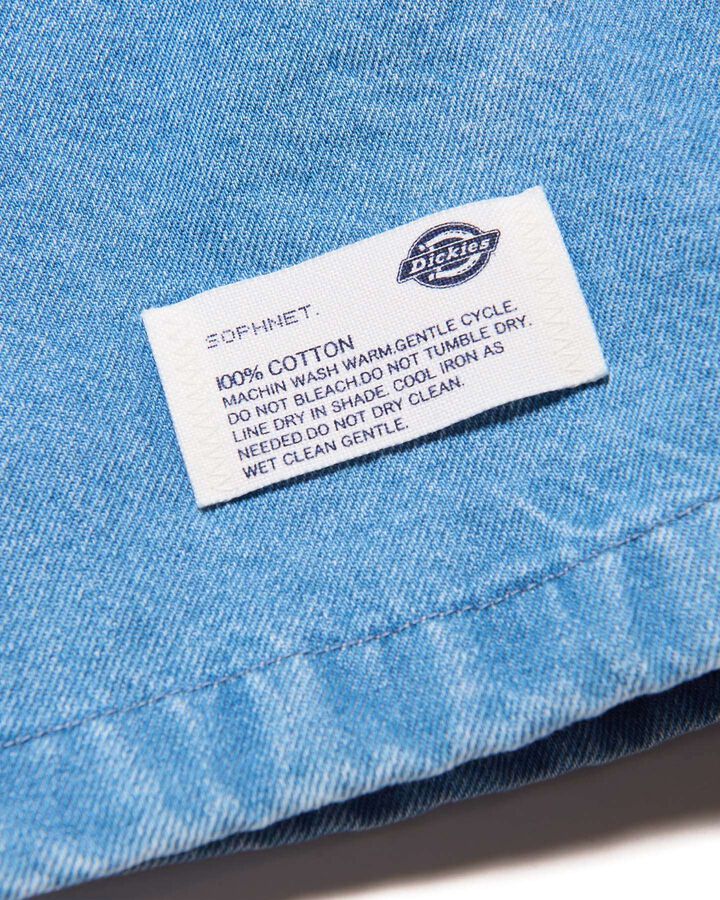 Dickies
SOPHNET.
100% COTTON
MACHIN WASH WARM.GENTLE CYCLE.
DO NOT BLEACH.DO NOT TUMBLE DRY.
LINE DRY IN SHADE. COOL IRON AS
NEEDED.DO NOT DRY CLEAN.
WET CLEAN GENTLE.